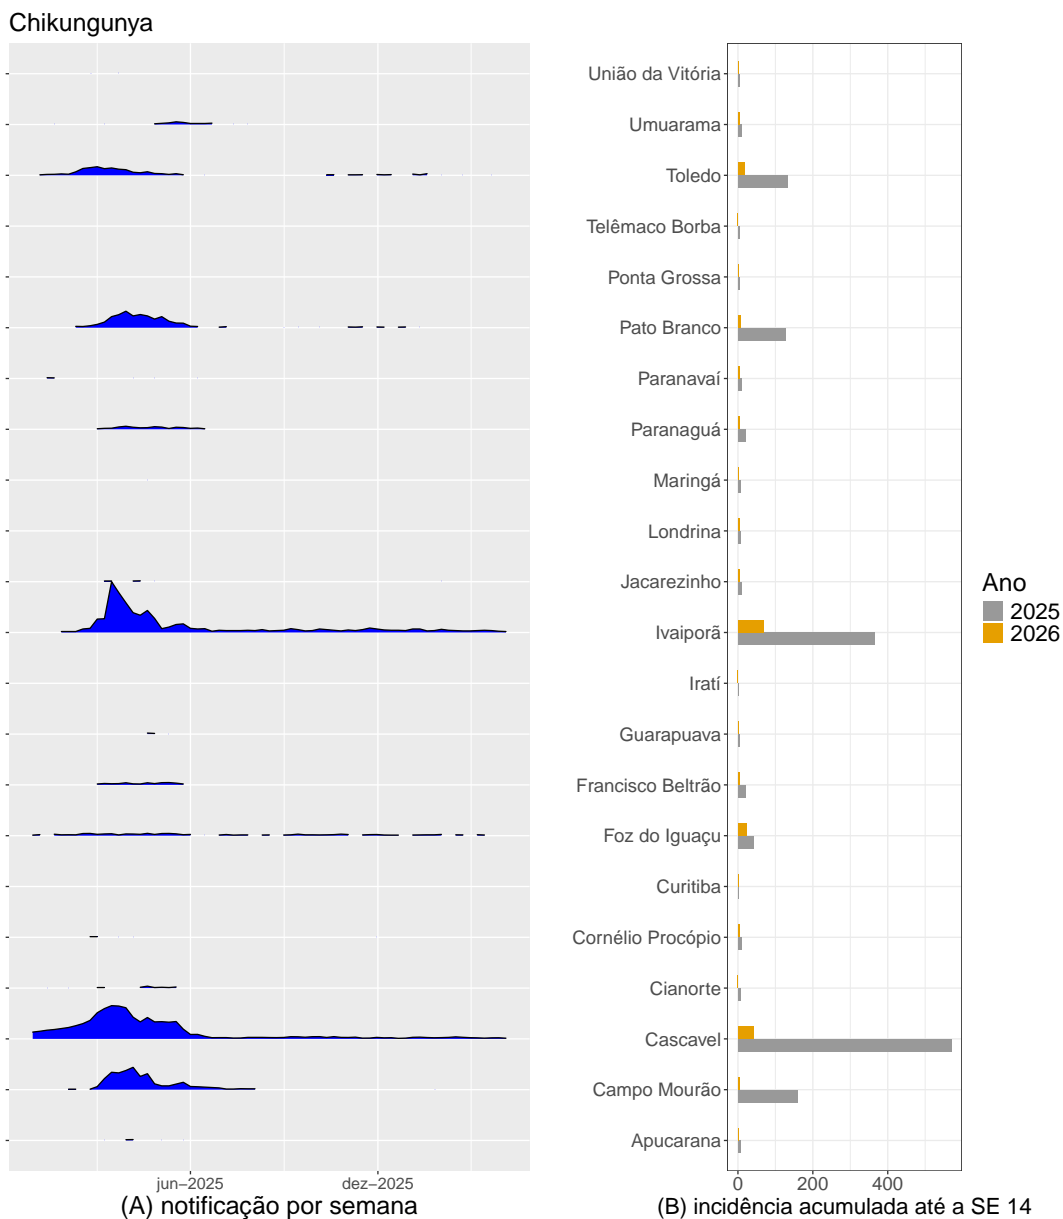 Chikungunya
União da Vitória
Umuarama
Toledo
Telêmaco Borba
Ponta Grossa
Pato Branco
Paranavaí
Paranaguá
Maringá
Londrina
Jacarezinho
Ivaiporã
Iratí
Guarapuava
Francisco Beltrão
Foz do Iguaçu
Curitiba
Cornélio Procópio
Cianorte
Cascavel
Campo Mourão
Apucarana
jun−2025 dez−2025
(A) notificação por semana
0 200 400
(B) incidência acumulada até a SE 14
Ano
2025
2026